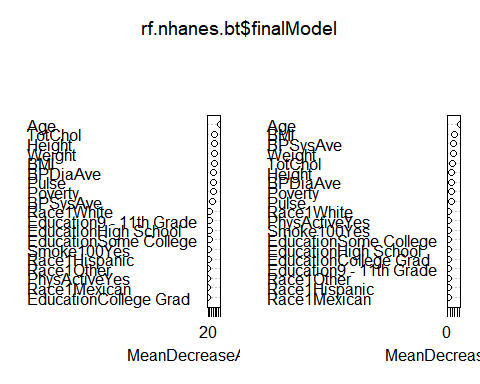 rf.nhanes.bt$finalModel
Age
TotChol
Height
Weight
BMI
BPDiaAve
Pulse
Poverty
BPSysAve
Race1White
Education9 - 11th Grade
EducationHigh School
EducationSome College
Smoke100Yes
Race1Hispanic
Race1Other
PhysActiveYes
Race1Mexican
EducationCollege Grad
20
MeanDecreaseA
Age
BMI
BPSysAve
Weight
TotChol
Height
BPDiaAve
Poverty
Pulse
Race1White
PhysActiveYes
Smoke100Yes
EducationSome College
EducationHigh School
EducationCollege Grad
Education9 - 11th Grade
Race1Other
Race1Hispanic
Race1Mexican
0
MeanDecreas